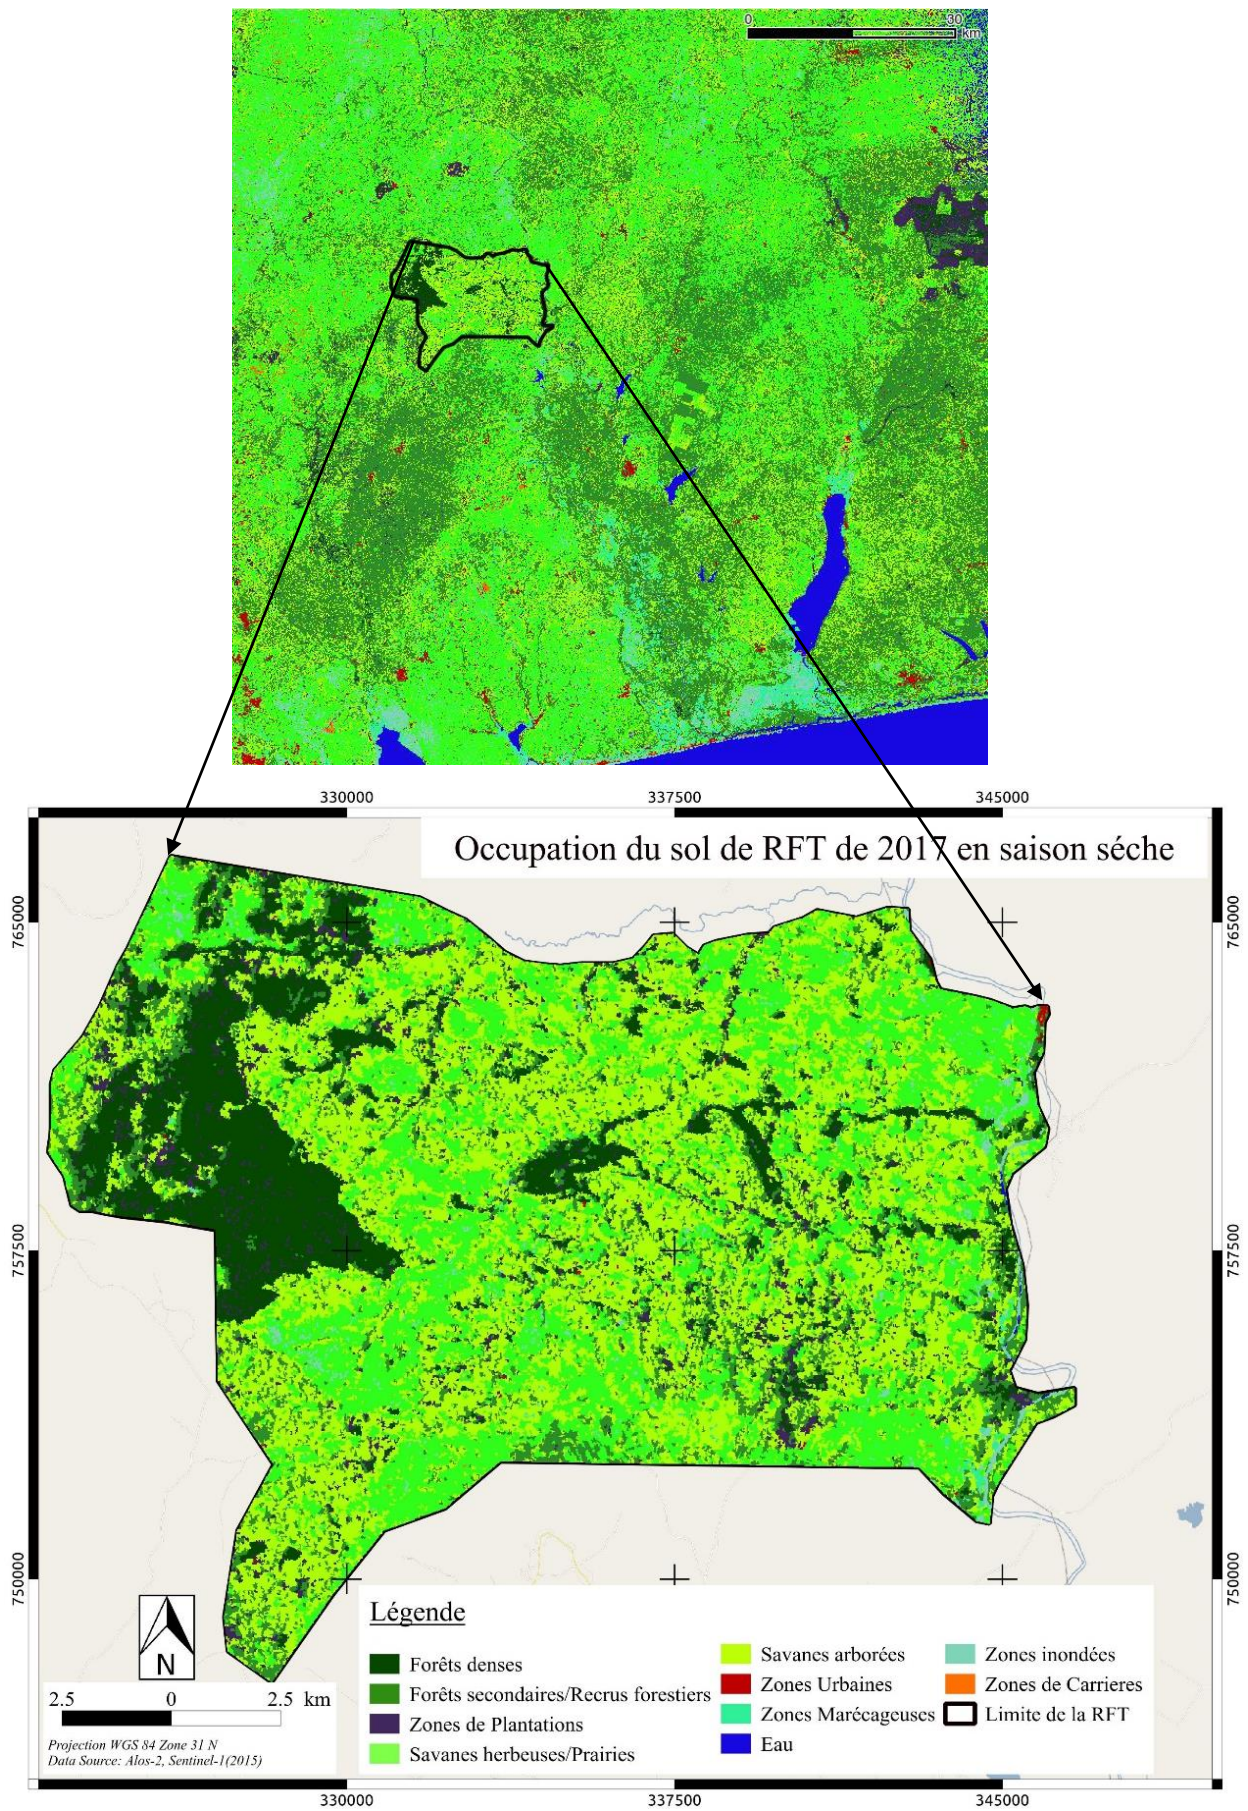 0 30
km
330000 337500 345000
Occupation du sol de RFT de 2017 en saison séche
765000 765000
757500 757500
750000 750000
Légende
Forêts denses
Forêts secondaires/Recrus forestiers
Zones de Plantations
Savanes herbeuses/Prairies
Savanes arborées
Zones Urbaines
Zones Marécageuses
Eau
Zones inondées
Zones de Carrieres
Limite de la RFT
N
2.5 0 2.5 km
Projection WGS 84 Zone 31 N
Data Source: Alos-2, Sentinel-1(2015)
330000 337500 345000